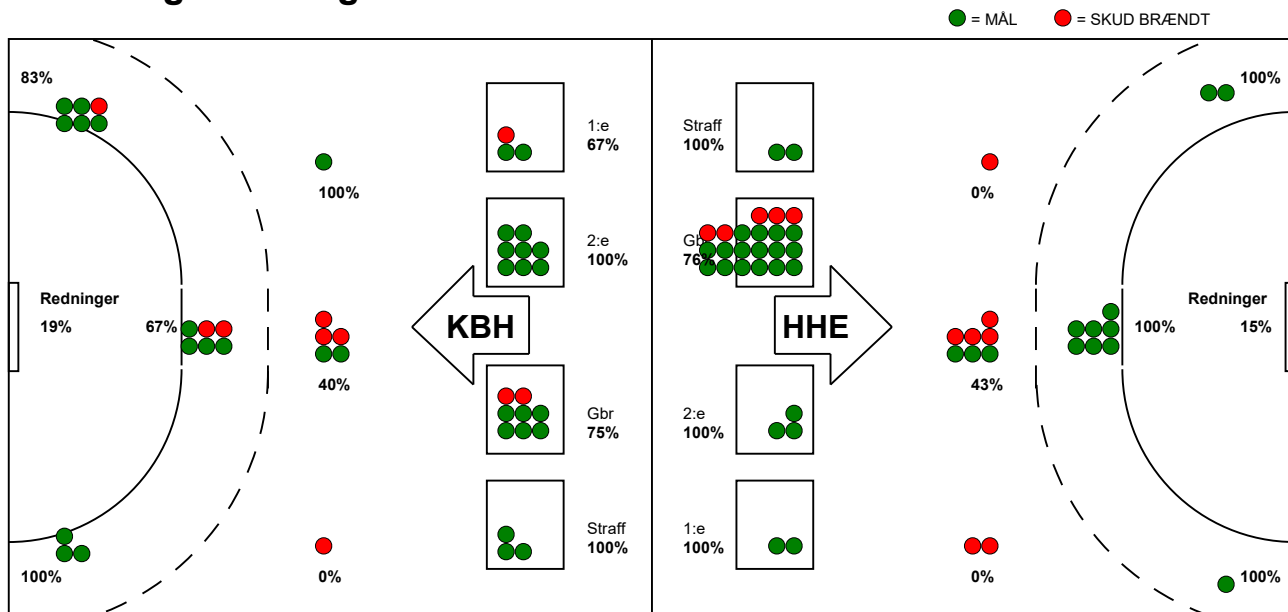 = MÅL
= SKUD BRÆNDT
83%
100%
1:e
67%
Straff
100%
0%
100%
2:e
100%
Gbr
76%
Redninger
19%
67%
KBH
HHE
100%
Redninger
15%
40%
43%
Gbr
75%
2:e
100%
Straff
100%
1:e
100%
100%
0%
0%
100%